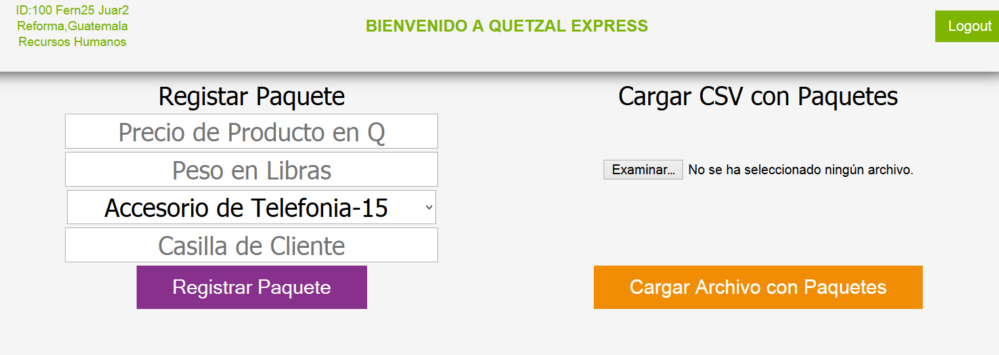 ID:100 Fern25 Juar2
Reforma,Guatemala
Recursos Humanos
BIENVENIDO A QUETZAL EXPRESS
Logout
Registar Paquete
Precio de Producto en Q
Peso en Libras
Accesorio de Telefonia-15
Casilla de Cliente
Registrar Paquete
Cargar CSV con Paquetes
Examinar... No se ha seleccionado ningún archivo.
Cargar Archivo con Paquetes